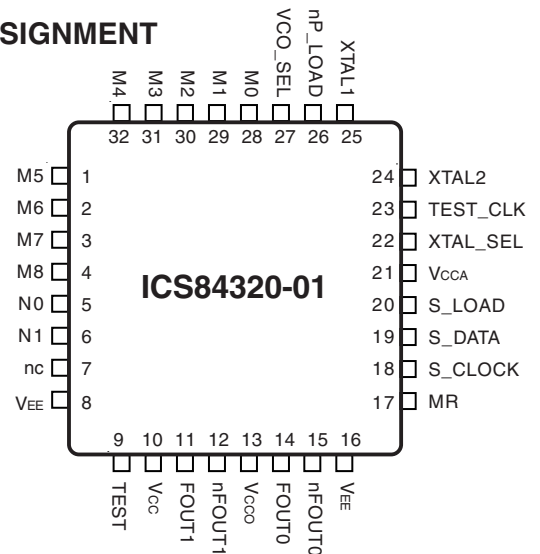 SIGNMENT
M4 M3 M2 M1 M0 VCO_SEL nP_LOAD XTAL1
32 31 30 29 28 27 26 25
M5 1 24 XTAL2
M6 2 23 TEST_CLK
M7 3 22 XTAL_SEL
M8 4 21 VCCA
ICS84320-01
N0 5 20 S_LOAD
N1 6 19 S_DATA
nc 7 18 S_CLOCK
VEE 8 17 MR
9 10 11 12 13 14 15 16
TEST VCC FOUT1 nFOUT1 VCCO FOUT0 nFOUT0 VEE